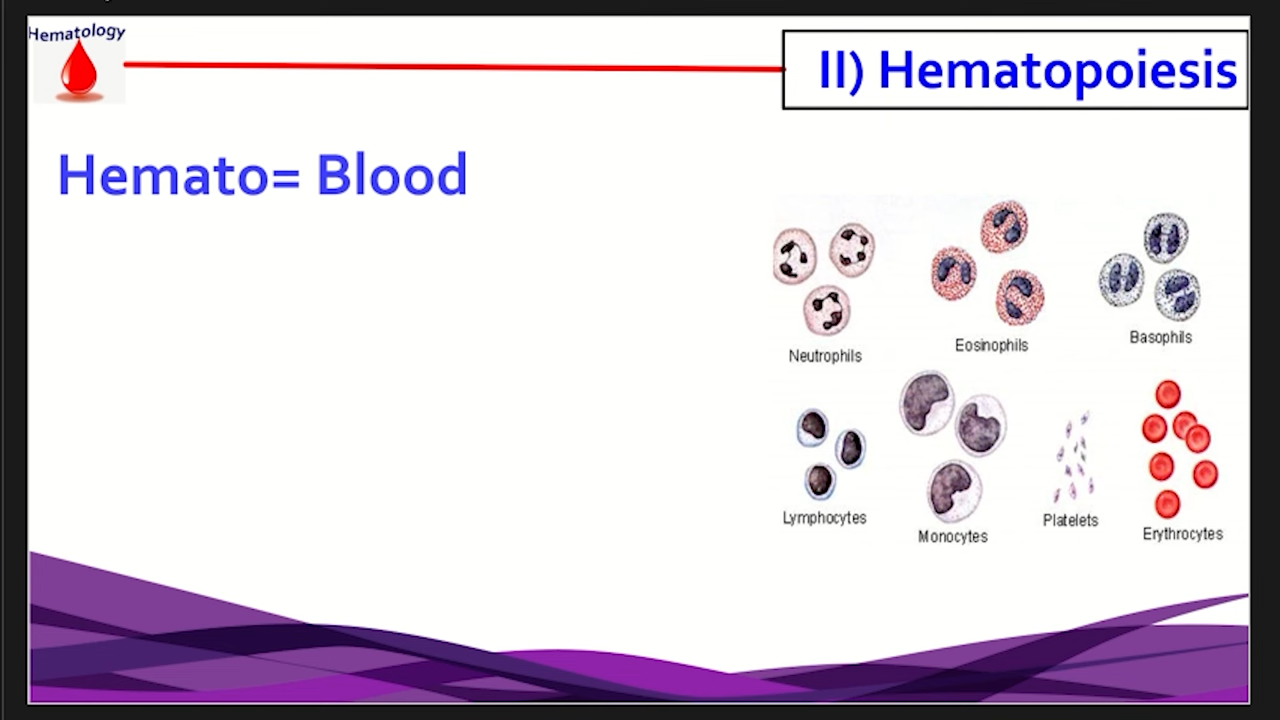 Hematology
II) Hematopoiesis
Hemato= Blood
Neutrophils
Eosinophils
Basophils
Lymphocytes
Monocytes
Platelets
Erythrocytes